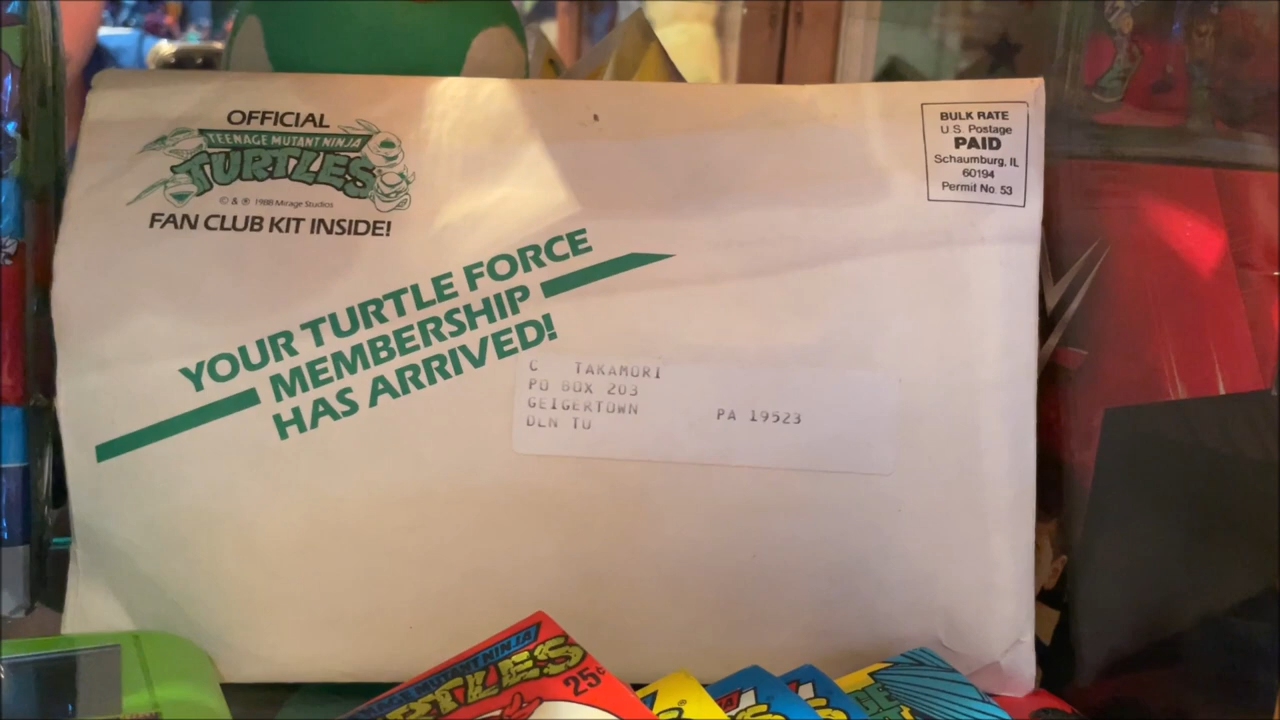 OFFICIAL
TEENAGE MUTANT NINJA
TURTLES
© & ® 1988 Mirage Studios
FAN CLUB KIT INSIDE!
BULK RATE
U.S. Postage
PAID
Schaumburg, IL
60194
Permit No. 53
YOUR TURTLE FORCE
MEMBERSHIP
HAS ARRIVED!
C TAKAMORI
PO BOX 203
GEIGERTOWN PA 19523
DLN TU
MUTANT NINJA
25¢